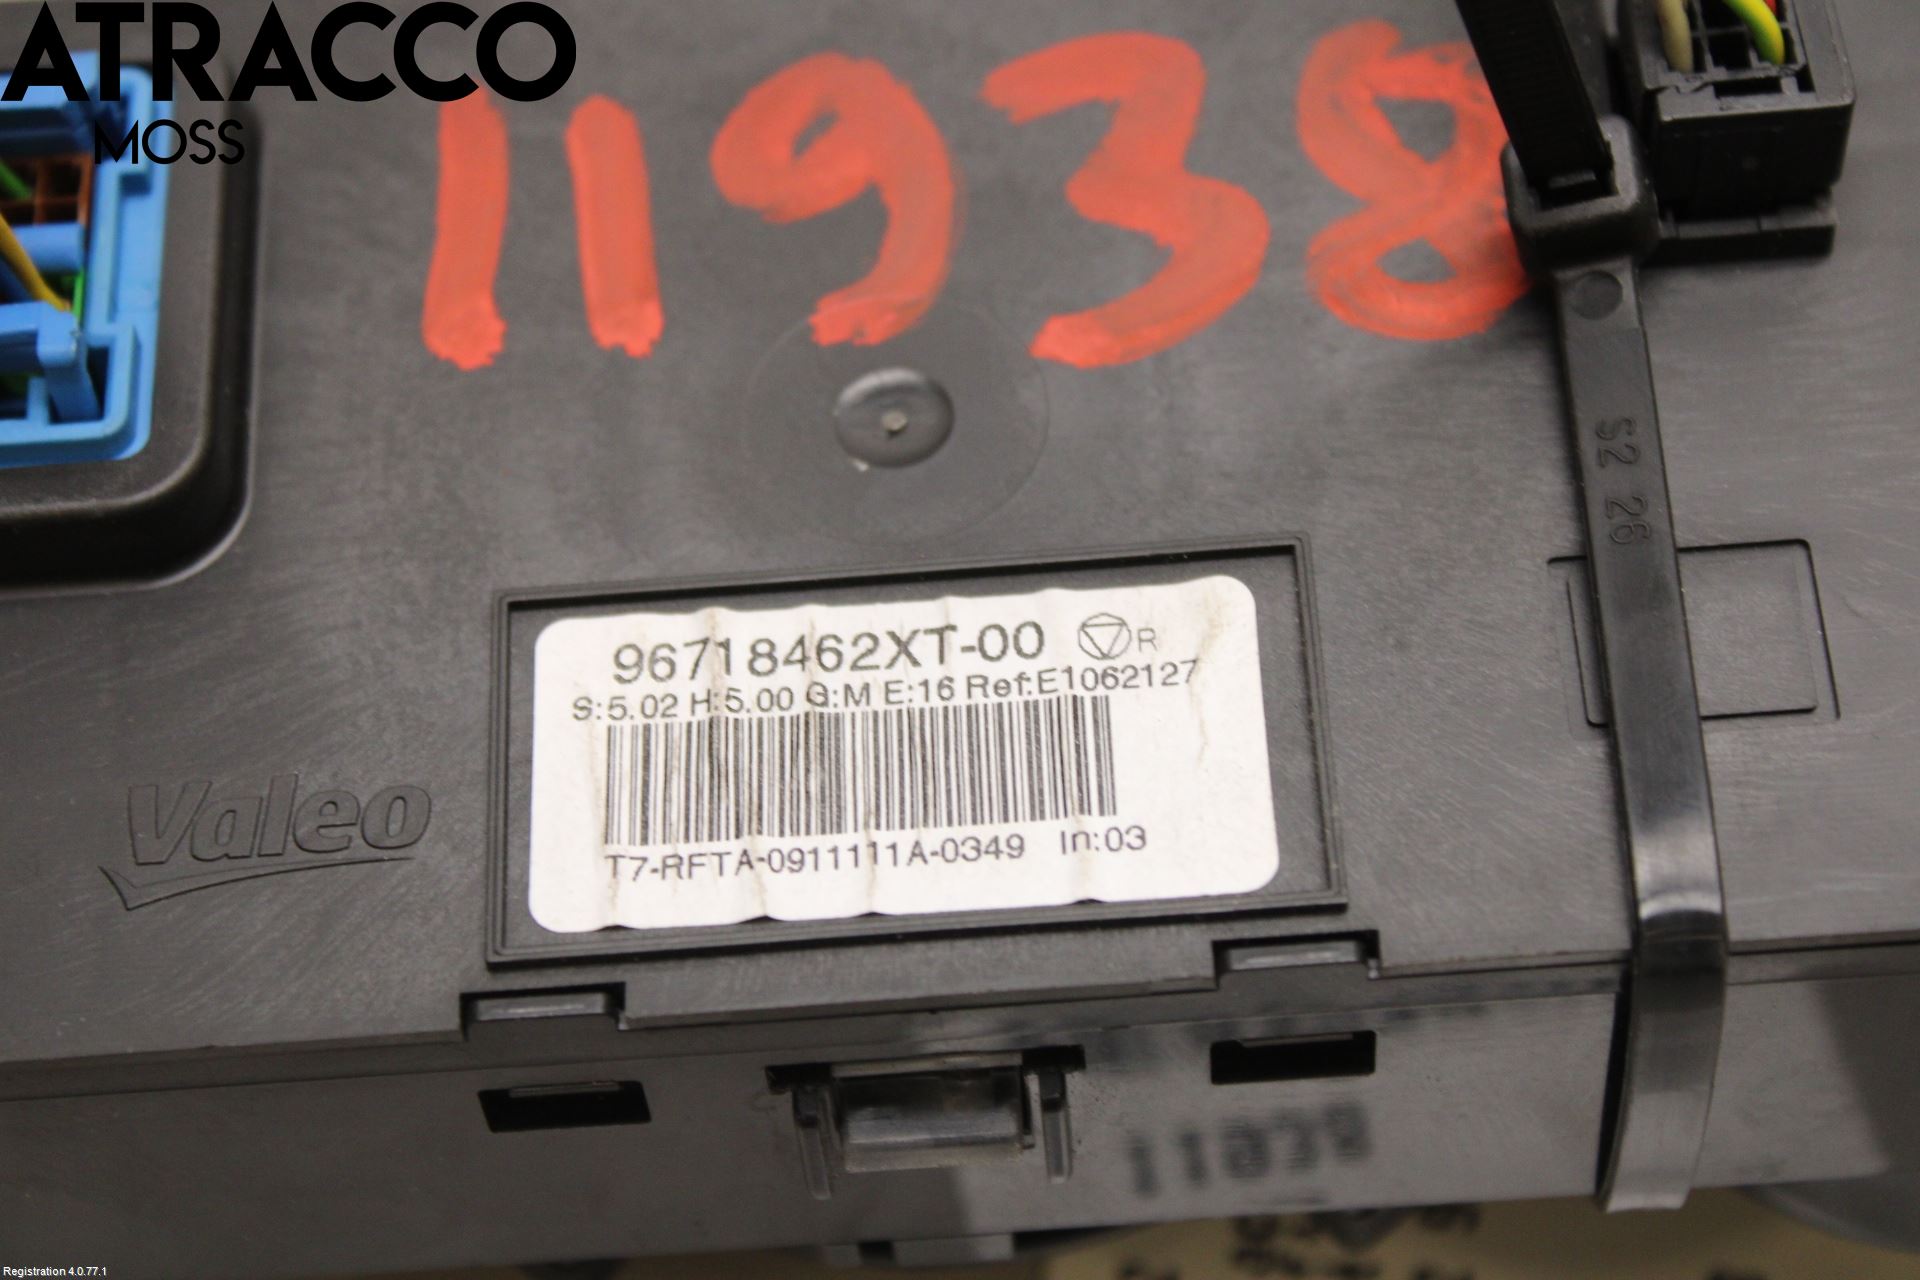 ATRACCO
MOSS
11938
S2 26
96718462XT-00 R
S:5.02 H:5.00 G:M E:16 Ref:E1062127
T7-RFTA-0911111A-0349 In:03
Valeo
Registration 4.0.77.1